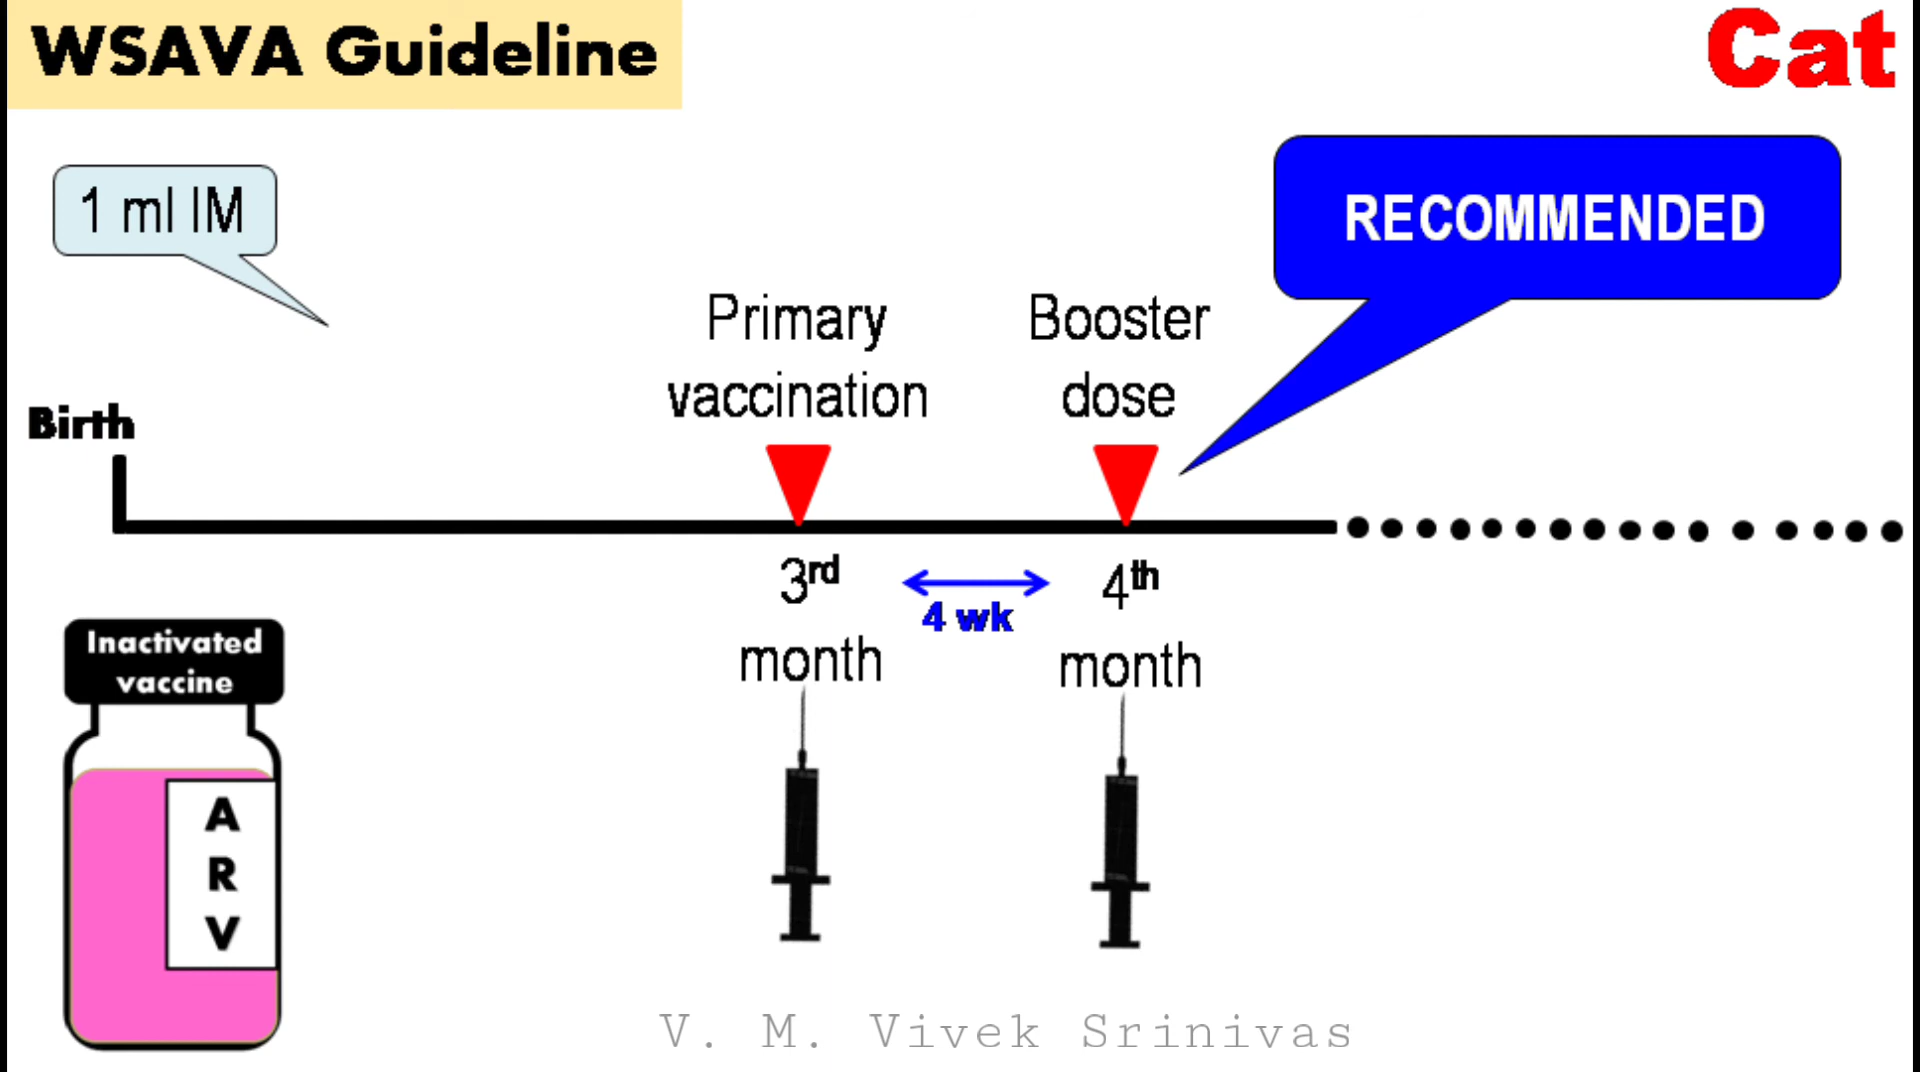 WSAVA Guideline
Cat
1 ml IM
RECOMMENDED
Primary
vaccination
Booster
dose
Birth
3rd
month
4 wk
4th
month
Inactivated
vaccine
A
R
V
V. M. Vivek Srinivas